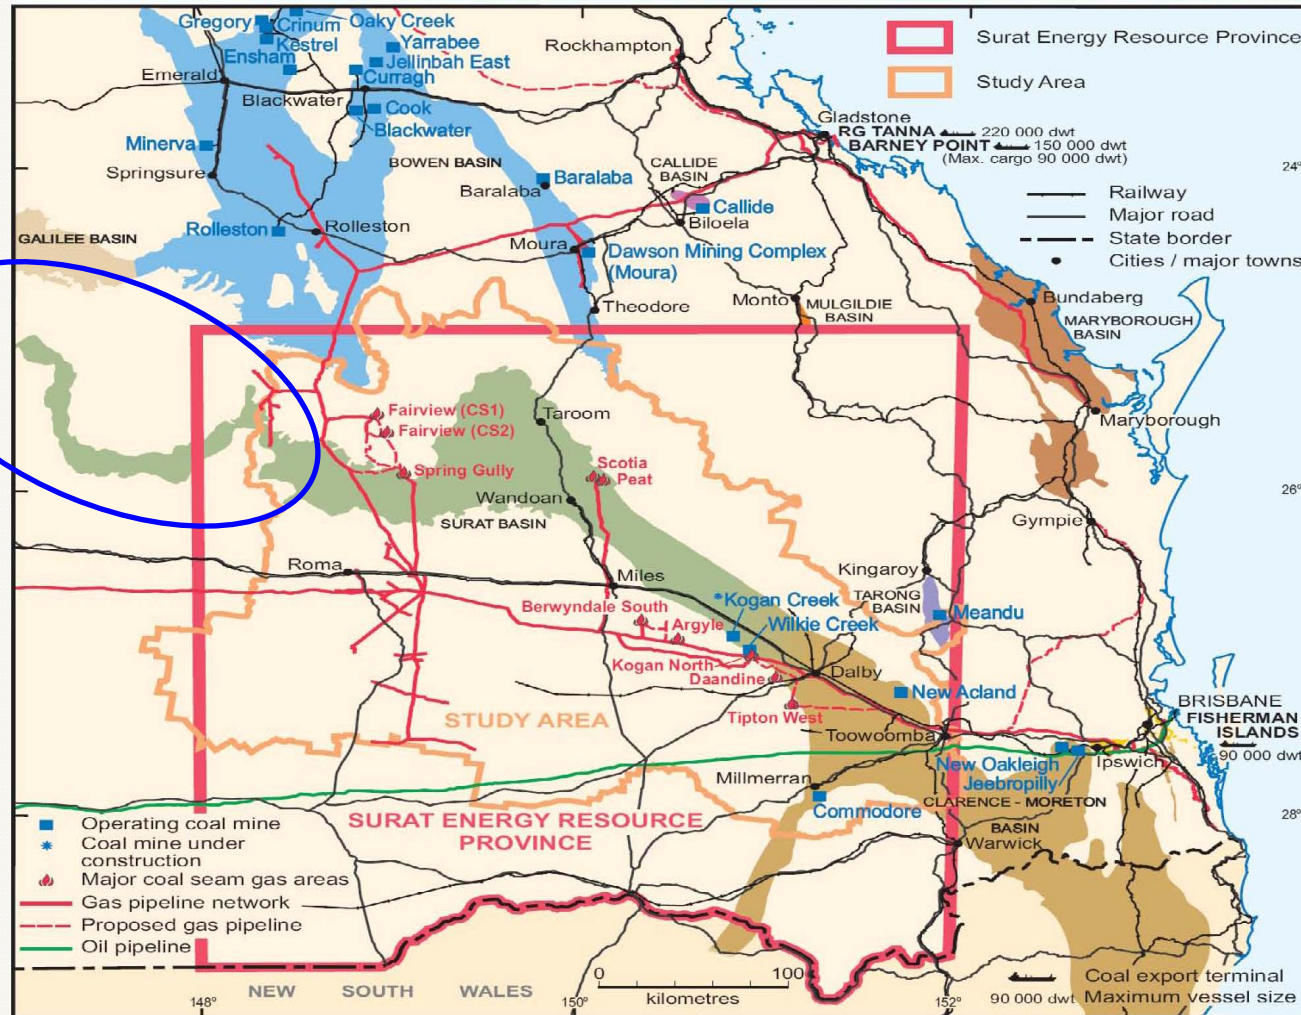 Gregory
Crinum
Oaky Creek
Kestrel
Ensham
Yarrabee
Jellinbah East
Curragh
Emerald
Blackwater
Cook
Blackwater
Minerva
Springsure
BOWEN BASIN
Baralaba
Baralaba
Rockhampton
Surat Energy Resource Province
Study Area
Gladstone
RG TANNA 220 000 dwt
BARNEY POINT 150 000 dwt
(Max. cargo 90 000 dwt)
24°
CALLIDE
BASIN
Callide
Biloela
Railway
Major road
State border
Cities / major towns
GALILEE BASIN
Rolleston
Rolleston
Moura
Dawson Mining Complex
(Moura)
Theodore
Monto
MULGILDIE
BASIN
Bundaberg
MARYBOROUGH
BASIN
Maryborough
Fairview (CS1)
Fairview (CS2)
Spring Gully
Taroom
Scotia
Peat
Wandoan
SURAT BASIN
26°
Gympie
Roma
Miles
Kingaroy
TARONG
BASIN
Meandu
Berwyndale South
Argyle
*Kogan Creek
Wilkie Creek
Kogan North
Daandine
Dalby
New Acland
Tipton West
STUDY AREA
Toowoomba
BRISBANE
FISHERMAN
ISLANDS
90 000 dwt
New Oakleigh
Jeebropilly
Ipswich
Millmerran
Commodore
CLARENCE - MORETON
BASIN
Warwick
28°
SURAT ENERGY RESOURCE
PROVINCE
Operating coal mine
Coal mine under
construction
Major coal seam gas areas
Gas pipeline network
Proposed gas pipeline
Oil pipeline
NEW SOUTH WALES
0 100
kilometres
Coal export terminal
90 000 dwt Maximum vessel size
148°
150°
152°